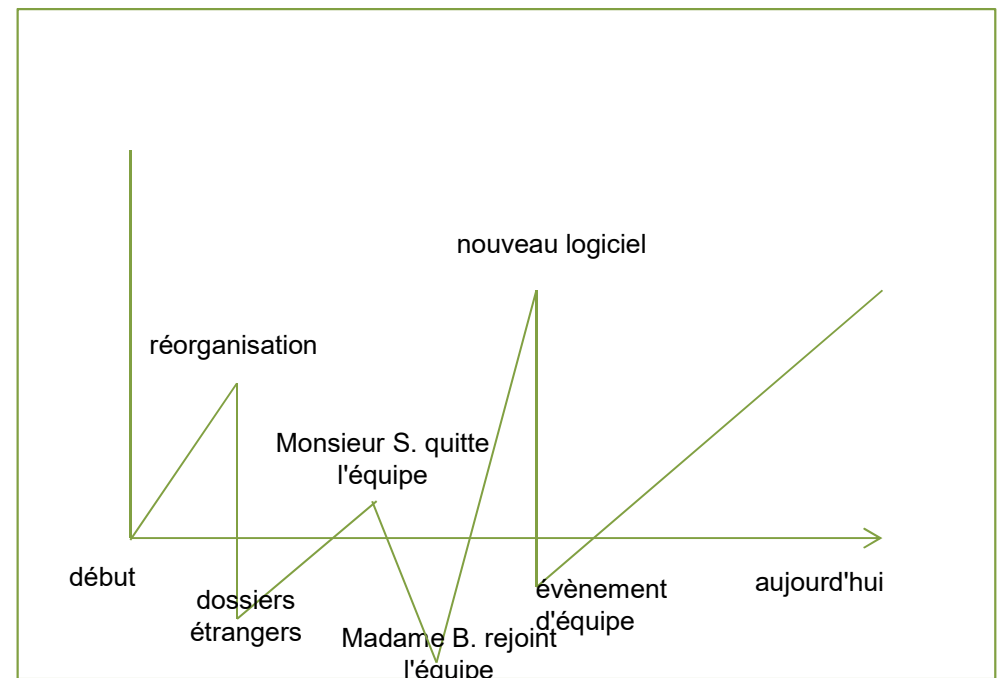 nouveau logiciel
réorganisation
Monsieur S. quitte
l'équipe
début
dossiers
étrangers
Madame B. rejoint
l'équipe
évènement
d'équipe
aujourd'hui